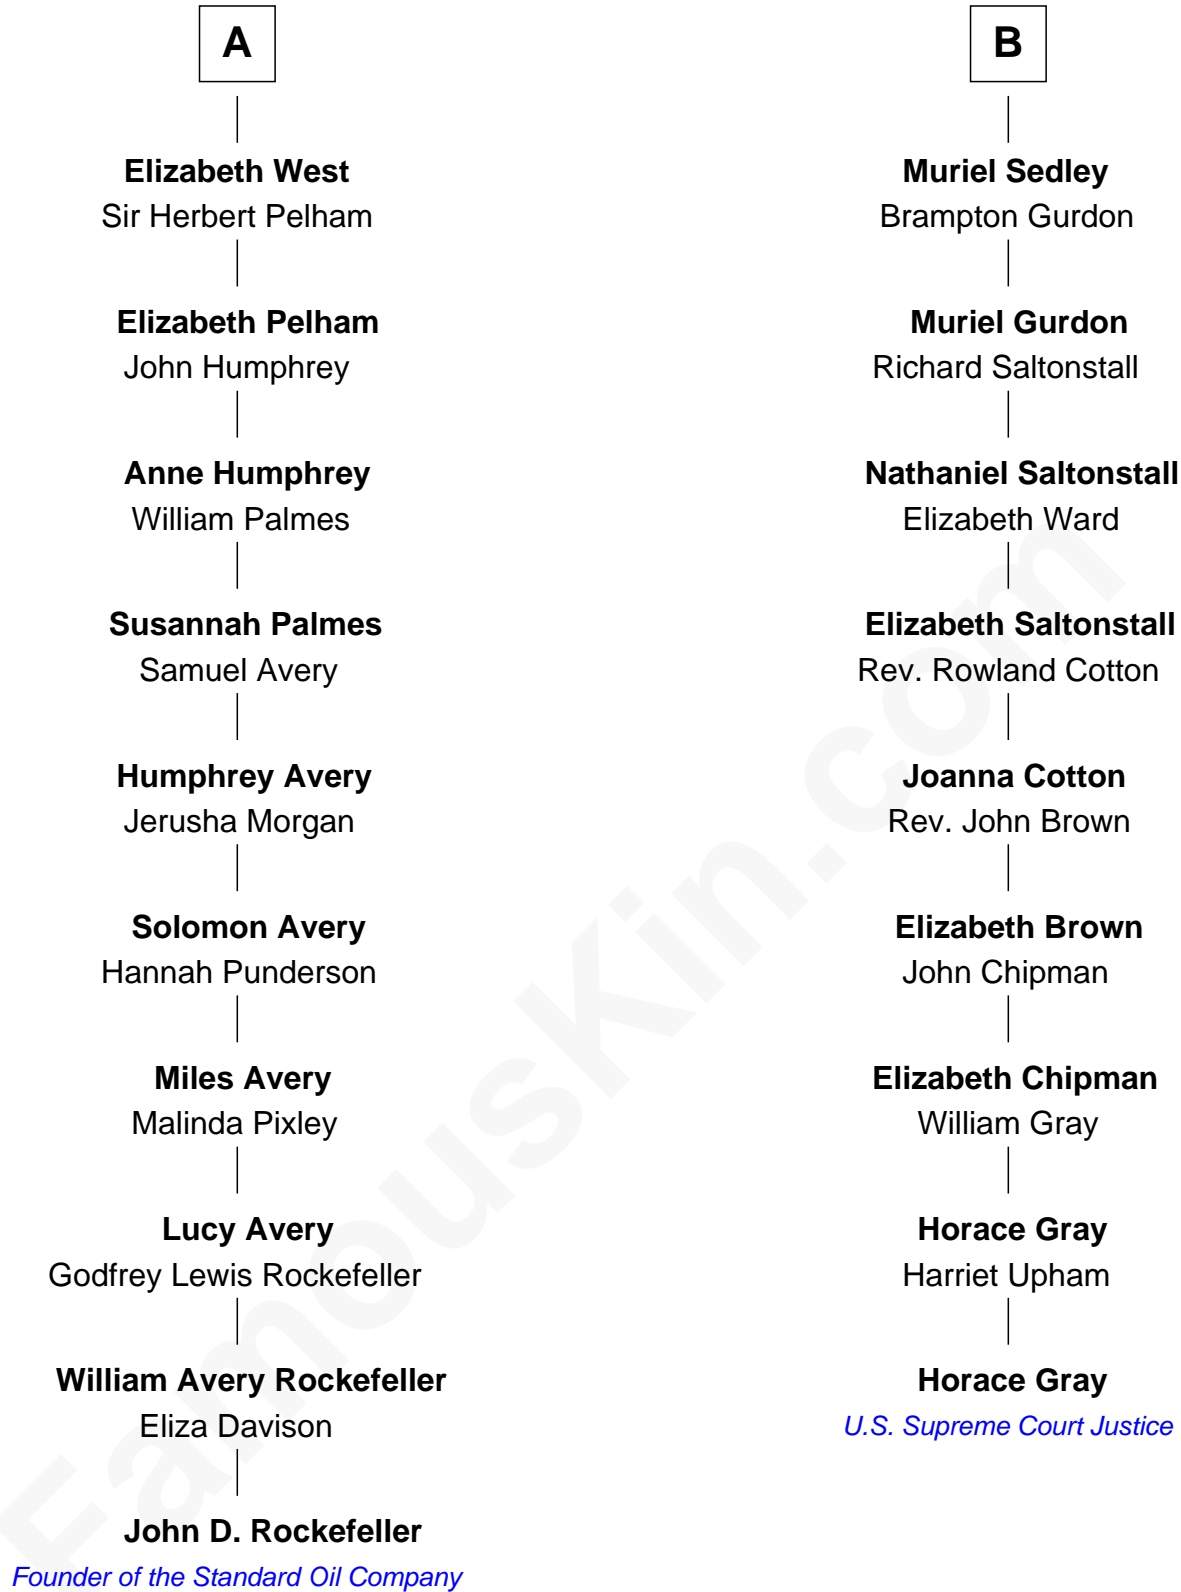 A
Elizabeth West
Sir Herbert Pelham
Elizabeth Pelham
John Humphrey
Anne Humphrey
William Palmes
Susannah Palmes
Samuel Avery
Humphrey Avery
Jerusha Morgan
Solomon Avery
Hannah Punderson
Miles Avery
Malinda Pixley
Lucy Avery
Godfrey Lewis Rockefeller
William Avery Rockefeller
Eliza Davison
John D. Rockefeller
Founder of the Standard Oil Company
B
Muriel Sedley
Brampton Gurdon
Muriel Gurdon
Richard Saltonstall
Nathaniel Saltonstall
Elizabeth Ward
Elizabeth Saltonstall
Rev. Rowland Cotton
Joanna Cotton
Rev. John Brown
Elizabeth Brown
John Chipman
Elizabeth Chipman
William Gray
Horace Gray
Harriet Upham
Horace Gray
U.S. Supreme Court Justice
FamousKin.com